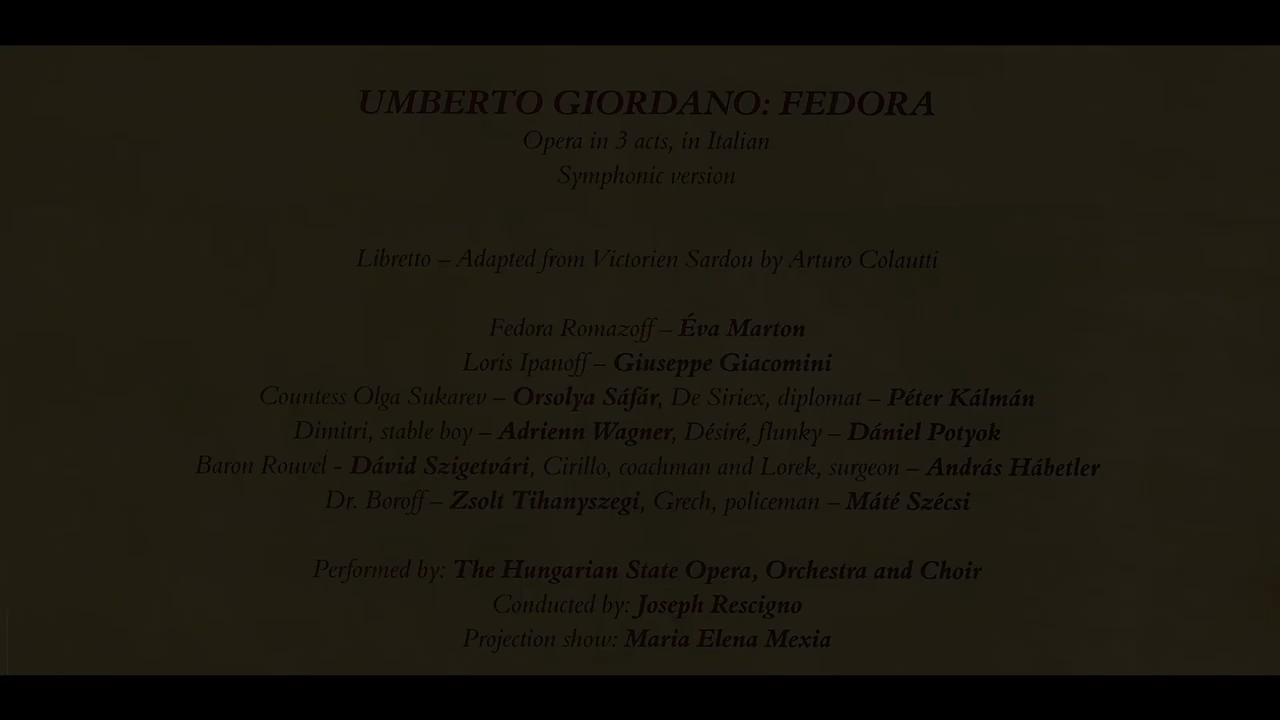 UMBERTO GIORDANO: FEDORA
Opera in 3 acts, in Italian
Symphonic version
Libretto – Adapted from Victorien Sardou by Arturo Colautti
Fedora Romazoff – Éva Marton
Loris Ipanoff – Giuseppe Giacomini
Countess Olga Sukarev – Orsolya Sáfár, De Siriex, diplomat – Péter Kálmán
Dimitri, stable boy – Adrienn Wagner, Désiré, flunky – Dániel Potyok
Baron Rouvel - Dávid Szigetvári, Cirillo, coachman and Lorek, surgeon – András Hábetler
Dr. Boroff – Zsolt Tihanyszegi, Grech, policeman – Máté Szécsi
Performed by: The Hungarian State Opera, Orchestra and Choir
Conducted by: Joseph Rescigno
Projection show: Maria Elena Mexia